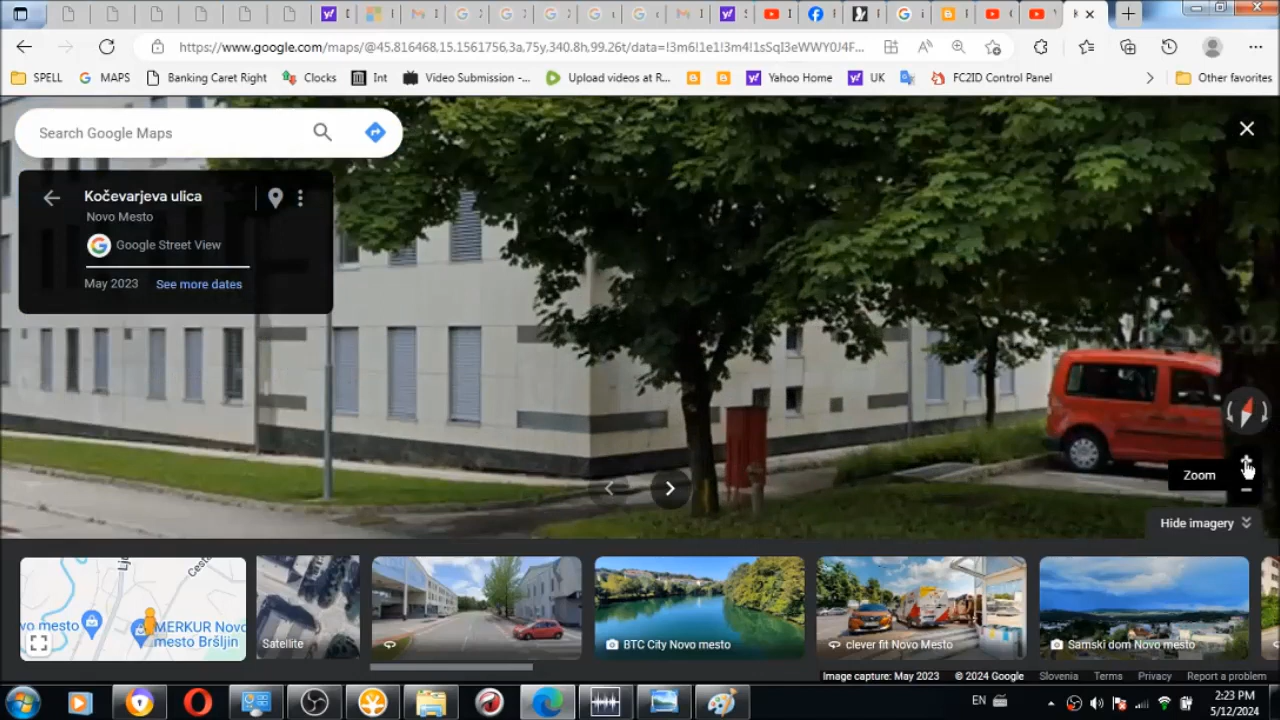 https://www.google.com/maps/@45.816468,15.1561756,3a,75y,340.8h,99.26t/data=!3m6!1e1!3m4!1sSqI3eWWY0J4F...
SPELL
MAPS
Banking Caret Right
Clocks
Int
Video Submission -...
Upload videos at R...
Yahoo Home
UK
FC2ID Control Panel
Other favorites
Search Google Maps
Kočevarjeva ulica
Novo Mesto
Google Street View
May 2023 See more dates
Zoom
Hide imagery
vo mesto
MERKUR Novo
mesto Bršljin
Satellite
BTC City Novo mesto
clever fit Novo Mesto
Samski dom Novo mesto
Image capture: May 2023 © 2024 Google Slovenia Terms Privacy Report a problem
EN
2:23 PM
5/12/2024